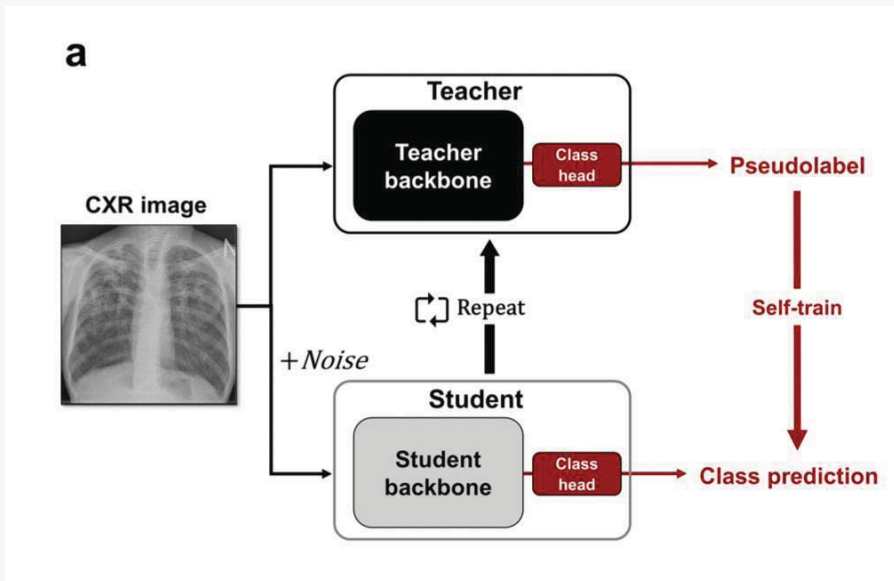 a
Teacher
Teacher
backbone
Class
head
Pseudolabel
CXR image
Repeat
Self-train
+Noise
Student
Student
backbone
Class
head
Class prediction